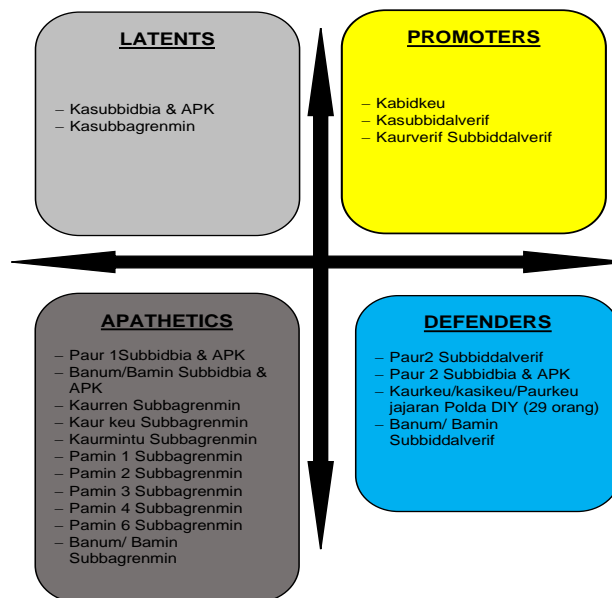 LATENTS
– Kasubbidbia & APK
– Kasubbagrenmin
PROMOTERS
– Kabidkeu
– Kasubbidalverif
– Kaurverif Subbiddalverif
APATHETICS
– Paur 1Subbidbia & APK
– Banum/Bamin Subbidbia &
APK
– Kaurren Subbagrenmin
– Kaur keu Subbagrenmin
– Kaurmintu Subbagrenmin
– Pamin 1 Subbagrenmin
– Pamin 2 Subbagrenmin
– Pamin 3 Subbagrenmin
– Pamin 4 Subbagrenmin
– Pamin 6 Subbagrenmin
– Banum/ Bamin
Subbagrenmin
DEFENDERS
– Paur2 Subbiddalverif
– Paur 2 Subbidbia & APK
– Kaurkeu/kasikeu/Paurkeu
jajaran Polda DIY (29 orang)
– Banum/ Bamin
Subbiddalverif